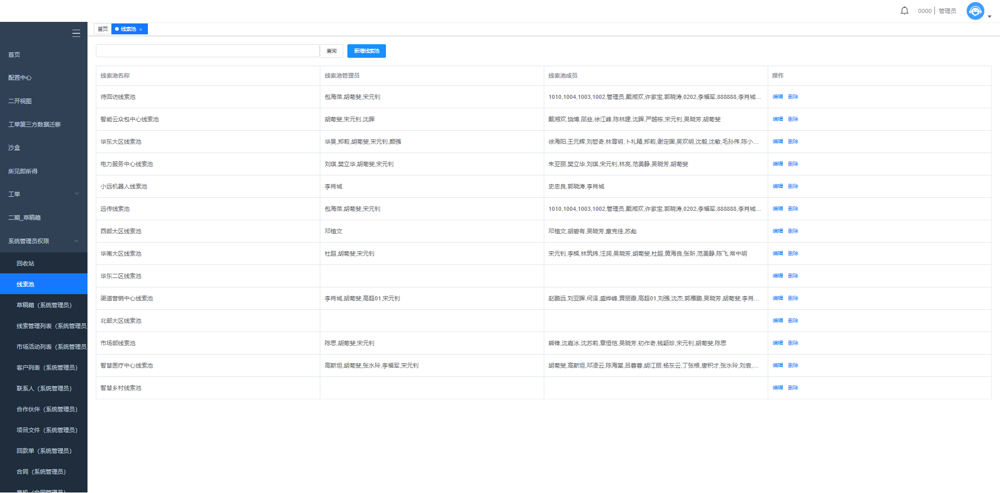 0000 | 管理员
首页
线索池 ×
查询
新增线索池
首页
配置中心
二开视图
工单第三方数据迁移
沙盒
所见即所得
工单
二期_草稿箱
系统管理员权限
回收站
线索池
草稿箱（系统管理员）
线索管理列表（系统管理员
市场活动列表（系统管理员
客户列表（系统管理员）
联系人（系统管理员）
合作伙伴（系统管理员）
项目文件（系统管理员）
回款单（系统管理员）
合同（系统管理员）
线索池名称 线索池管理员 线索池成员 操作
待回访线索池 包海萍,胡菊斐,宋元钊 1010,1004,1003,1002,管理员,戴湘欢,许家宝,郭晓涛,0202,李福军,888888,李肖城... 编辑 删除
智能云众包中心线索池 胡菊斐,宋元钊,沈晖 戴湘欢,饶博,邵韭,徐江峰,陈林建,沈晖,严越栋,宋元钊,吴晓芳,胡菊斐 编辑 删除
华东大区线索池 华昊,郑莉,胡菊斐,宋元钊,颜强 徐海阳,王元辉,刘哲奇,林育明,卜礼精,郑莉,谢定国,吴欢明,沈毅,沈敏,毛孙伟,陈小... 编辑 删除
电力服务中心线索池 刘琪,樊立华,胡菊斐,宋元钊 朱亚丽,樊立华,刘琪,宋元钊,林亮,范美静,吴晓芳,胡菊斐 编辑 删除
小远机器人线索池 李肖城 史忠良,郭晓涛,李肖城 编辑 删除
远传线索池 包海萍,胡菊斐,宋元钊 1010,1004,1003,1002,管理员,戴湘欢,许家宝,郭晓涛,0202,李福军,888888,李肖城... 编辑 删除
西部大区线索池 邓植文 邓植文,胡碧有,吴晓芳,童克佳,苏彪 编辑 删除
华南大区线索池 杜超,胡菊斐,宋元钊 宋元钊,李樑,林筑炜,汪润,吴晓芳,胡菊斐,杜超,黄海良,张昕,范美静,陈飞,常中明 编辑 删除
华东二区线索池 编辑 删除
渠道营销中心线索池 李肖城,胡菊斐,高超01,宋元钊 赵鹏远,刘亚晖,何泽,盛烨峰,黄丽霞,高超01,刘强,沈杰,郭雁鹏,吴晓芳,胡菊斐,李肖... 编辑 删除
北部大区线索池 编辑 删除
市场部线索池 陈思,胡菊斐,宋元钊 熊锋,沈嘉冰,沈苏莉,章恒恺,吴晓芳,初作奇,钱颖珍,宋元钊,胡菊斐,陈思 编辑 删除
智慧医疗中心线索池 高斯坦,胡菊斐,张水玲,李福军,宋元钊 胡菊斐,高斯坦,邓凌云,陈海棠,吕蓉蓉,胡江丽,杨东云,丁张根,唐积才,张水玲,刘袁,... 编辑 删除
智慧乡村线索池 编辑 删除